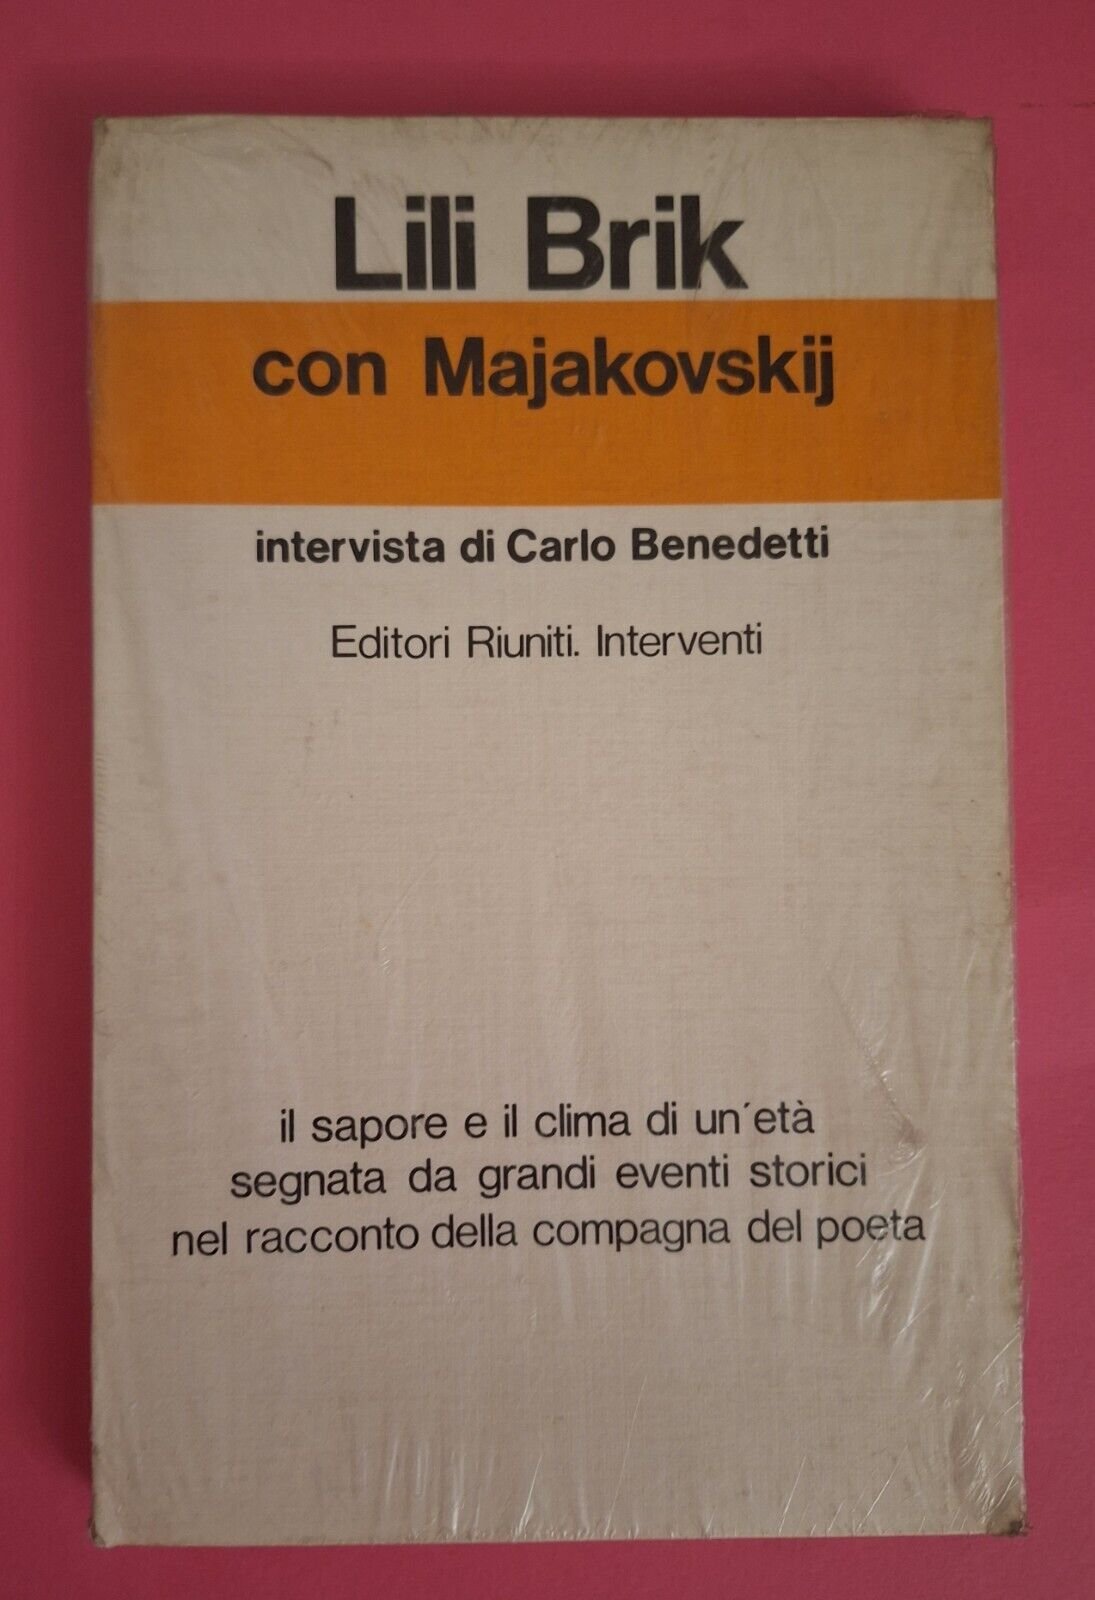 Lili Brik
con Majakovskij
intervista di Carlo Benedetti
Editori Riuniti. Interventi
il sapore e il clima di un´età
segnata da grandi eventi storici
nel racconto della compagna del poeta